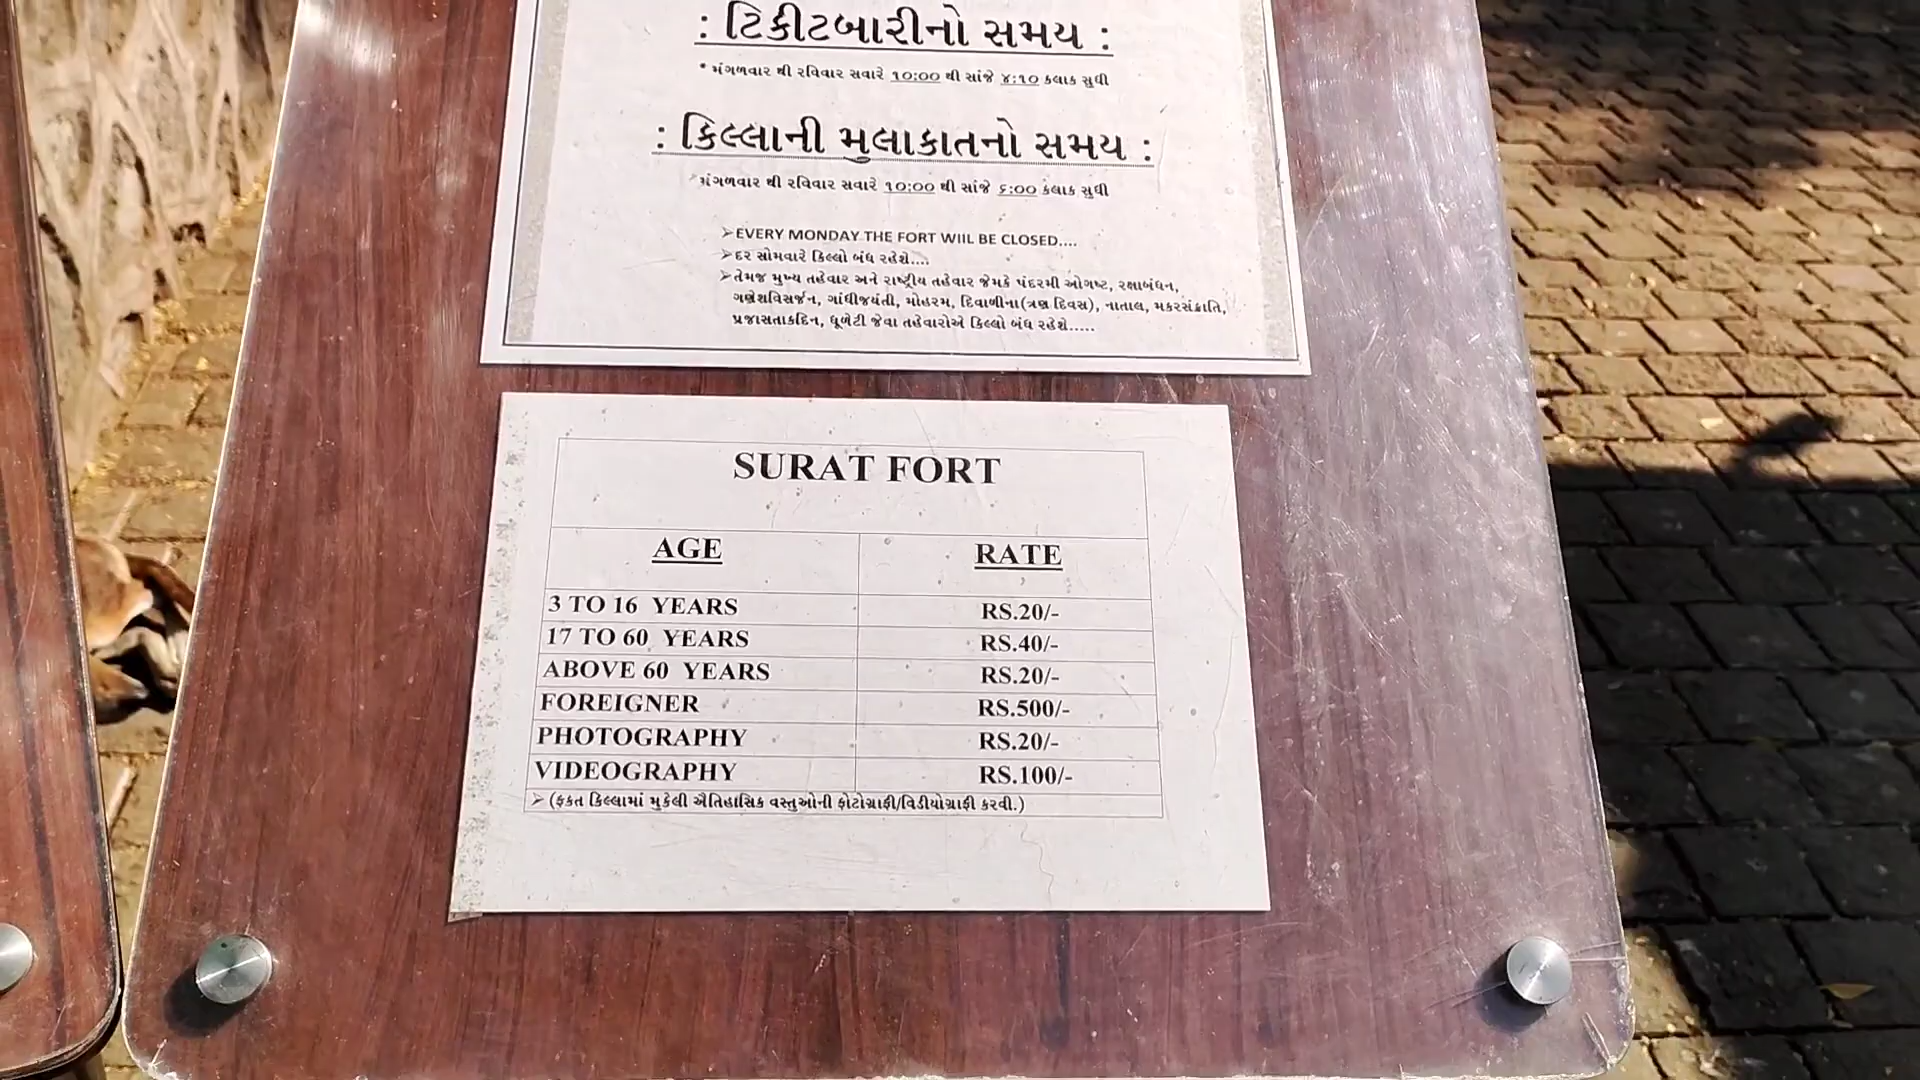 : ટિકીટબારીનો સમય :
* મંગળવાર થી રવિવાર સવારે ૧૦:૦૦ થી સાંજે ૪:૧૦ કલાક સુધી
: કિલ્લાની મુલાકાતનો સમય :
* મંગળવાર થી રવિવાર સવારે ૧૦:૦૦ થી સાંજે ૬:૦૦ કલાક સુધી
➢EVERY MONDAY THE FORT WIIL BE CLOSED....
➢દર સોમવારે કિલ્લો બંધ રહેશે....
➢તેમજ મુખ્ય તહેવાર અને રાષ્ટ્રીય તહેવાર જેમકે પંદરમી ઓગષ્ટ, રક્ષાબંધન,
ગણેશવિસર્જન, ગાંધીજયંતી, મોહરમ, દિવાળીના(ત્રણ દિવસ), નાતાલ, મકરસંક્રાતિ,
પ્રજાસતાકદિન, ધૂળેટી જેવા તહેવારોએ કિલ્લો બંધ રહેશે.....
SURAT FORT
AGE RATE
3 TO 16 YEARS RS.20/-
17 TO 60 YEARS RS.40/-
ABOVE 60 YEARS RS.20/-
FOREIGNER RS.500/-
PHOTOGRAPHY RS.20/-
VIDEOGRAPHY RS.100/-
➢ (ફકત કિલ્લામાં મુકેલી ઐતિહાસિક વસ્તુઓની ફોટોગ્રાફી/વિડીયોગ્રાફી કરવી.)